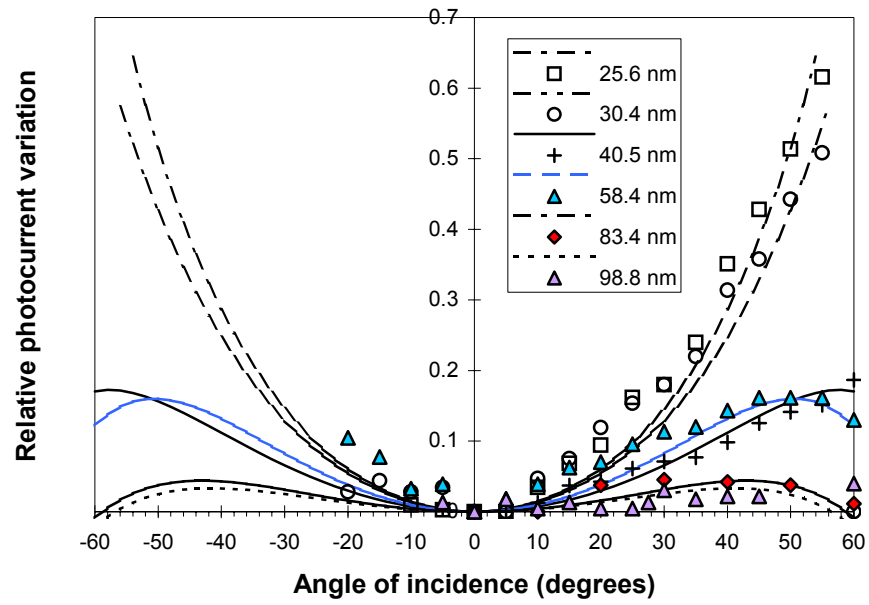 0.7
0.6
0.5
0.4
0.3
0.2
0.1
25.6 nm
30.4 nm
40.5 nm
58.4 nm
83.4 nm
98.8 nm
Relative photocurrent variation
-60 -50 -40 -30 -20 -10 0 10 20 30 40 50 60
Angle of incidence (degrees)